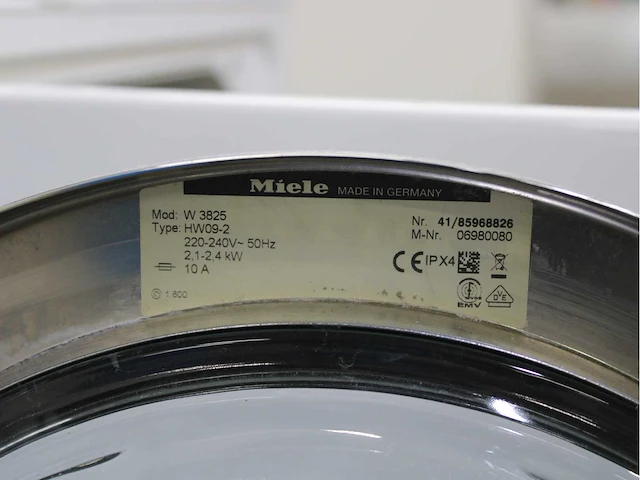 Miele MADE IN GERMANY
Mod: W 3825
Type: HW09-2
220-240V~ 50Hz
2,1-2,4 kW
10 A
Nr. 41/85968826
M-Nr. 06980080
CE IPX4
EMV
VDE
1.600